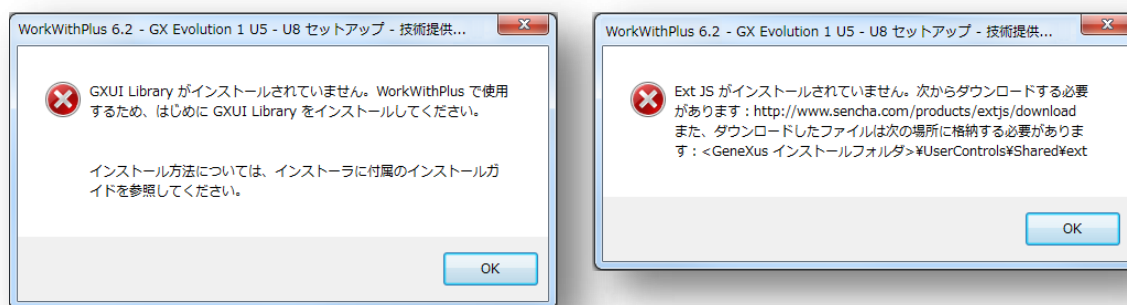 WorkWithPlus 6.2 - GX Evolution 1 U5 - U8 セットアップ - 技術提供...
GXUI Library がインストールされていません。WorkWithPlus で使用
するため、はじめに GXUI Library をインストールしてください。
インストール方法については、インストーラに付属のインストールガ
イドを参照してください。
OK
WorkWithPlus 6.2 - GX Evolution 1 U5 - U8 セットアップ - 技術提供...
Ext JS がインストールされていません。次からダウンロードする必要
があります：http://www.sencha.com/products/extjs/download
また、ダウンロードしたファイルは次の場所に格納する必要がありま
す：<GeneXus インストールフォルダ>¥UserControls¥Shared¥ext
OK